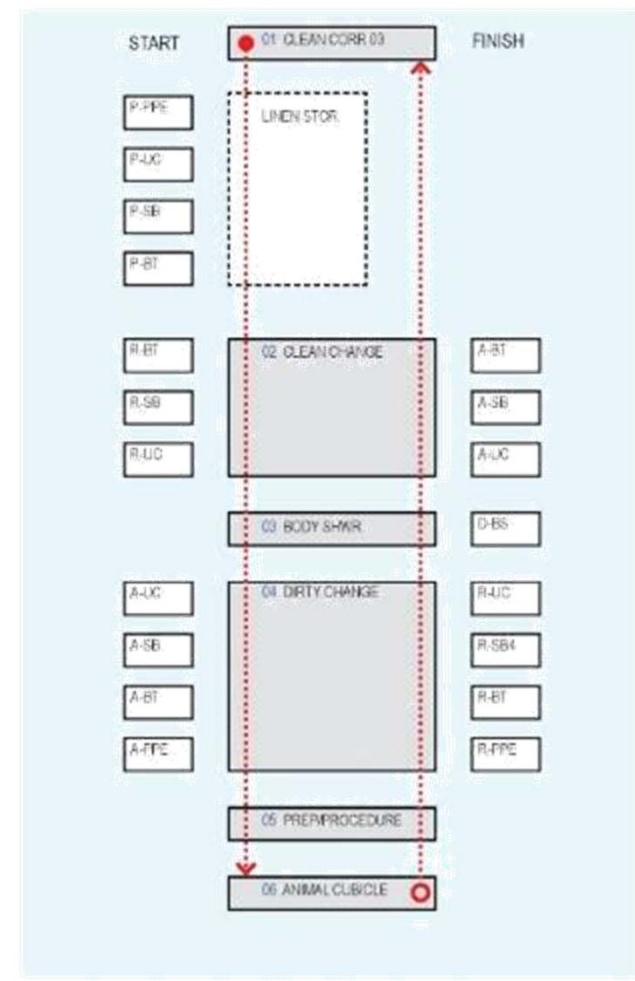 START
01 CLEAN CORR 03
FINISH
P-PPE
LINEN STOR.
P-UC
P-SB
P-BT
R-BT
02 CLEAN CHANGE
A-BT
R-SB
A-SB
R-UC
A-UC
03 BODY SHWR
D-BS
A-UC
04 DIRTY CHANGE
R-UC
A-SB
R-SB4
A-BT
R-BT
A-PPE
R-PPE
05 PREP/PROCEDURE
06 ANIMAL CUBICLE